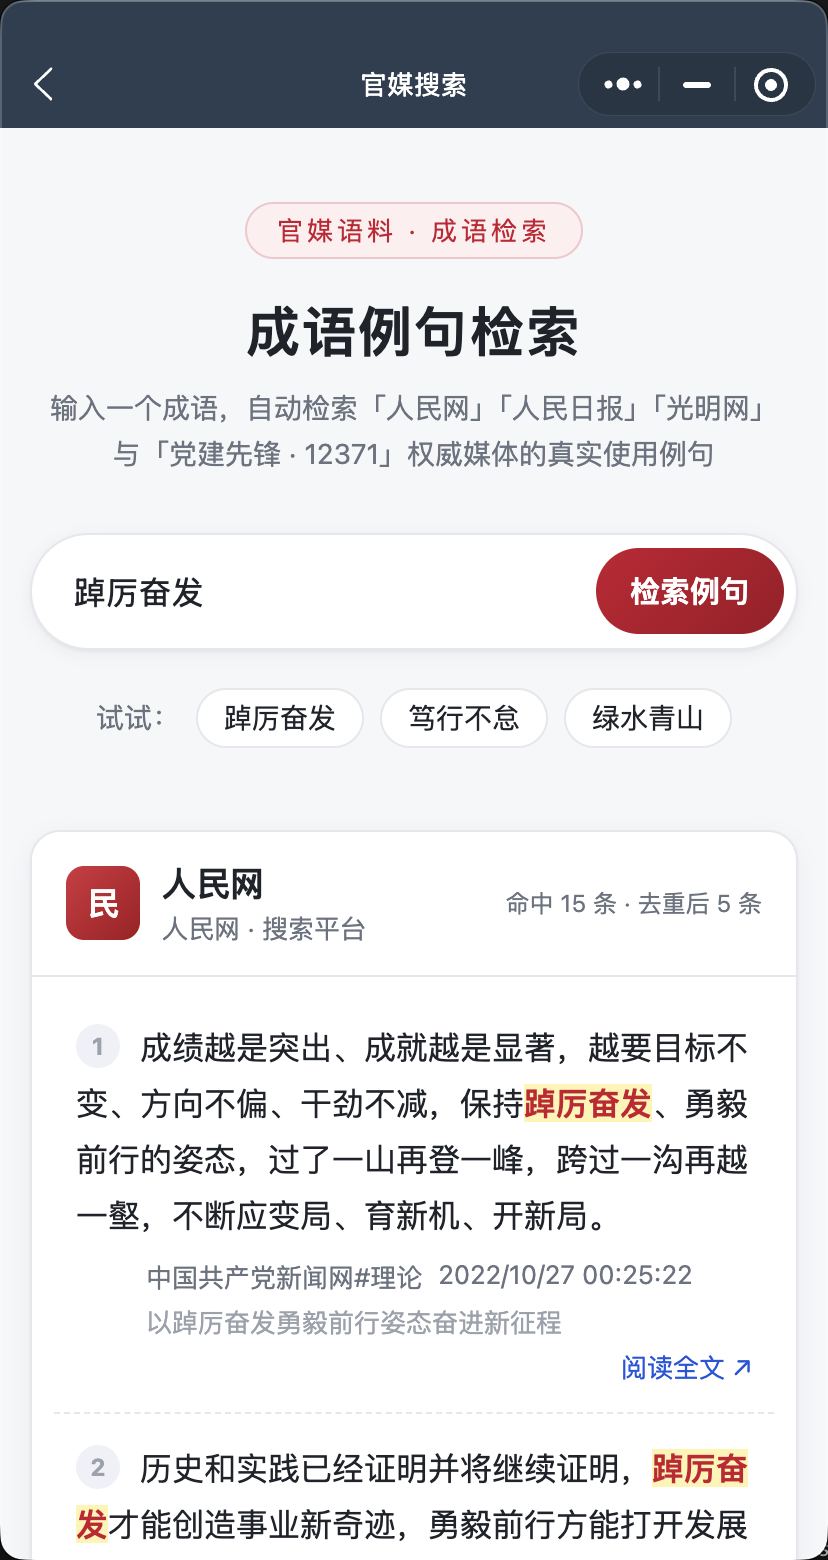 官媒搜索
官媒语料 · 成语检索
成语例句检索
输入一个成语，自动检索「人民网」「人民日报」「光明网」
与「党建先锋 · 12371」权威媒体的真实使用例句
踔厉奋发
检索例句
试试：
踔厉奋发
笃行不怠
绿水青山
民
人民网
人民网 · 搜索平台
命中 15 条 · 去重后 5 条
1 成绩越是突出、成就越是显著，越要目标不
变、方向不偏、干劲不减，保持踔厉奋发、勇毅
前行的姿态，过了一山再登一峰，跨过一沟再越
一壑，不断应变局、育新机、开新局。
中国共产党新闻网#理论 2022/10/27 00:25:22
以踔厉奋发勇毅前行姿态奋进新征程
阅读全文
2 历史和实践已经证明并将继续证明，踔厉奋
发才能创造事业新奇迹，勇毅前行方能打开发展